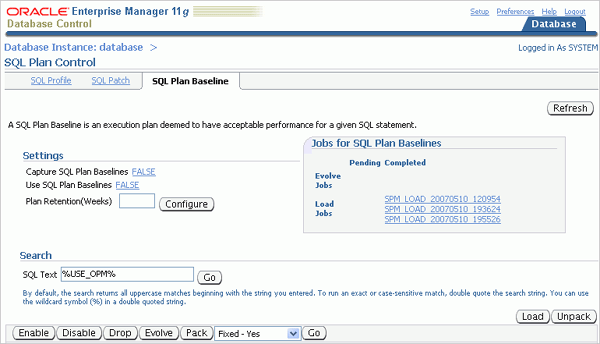 ORACLE Enterprise Manager 11g
Database Control
Setup Preferences Help Logout
Database
Database Instance: database >
Logged in As SYSTEM
SQL Plan Control
SQL Profile SQL Patch SQL Plan Baseline
Refresh
A SQL Plan Baseline is an execution plan deemed to have acceptable performance for a given SQL statement.
Settings
Capture SQL Plan Baselines FALSE
Use SQL Plan Baselines FALSE
Plan Retention(Weeks) Configure
Jobs for SQL Plan Baselines
Pending Completed
Evolve
Jobs
Load
Jobs
SPM_LOAD_20070510_120954
SPM_LOAD_20070510_193624
SPM_LOAD_20070510_195526
Search
SQL Text %USE_OPM% Go
By default, the search returns all uppercase matches beginning with the string you entered. To run an exact or case-sensitive match, double quote the search string. You can
use the wildcard symbol (%) in a double quoted string.
Load Unpack
Enable Disable Drop Evolve Pack Fixed - Yes Go